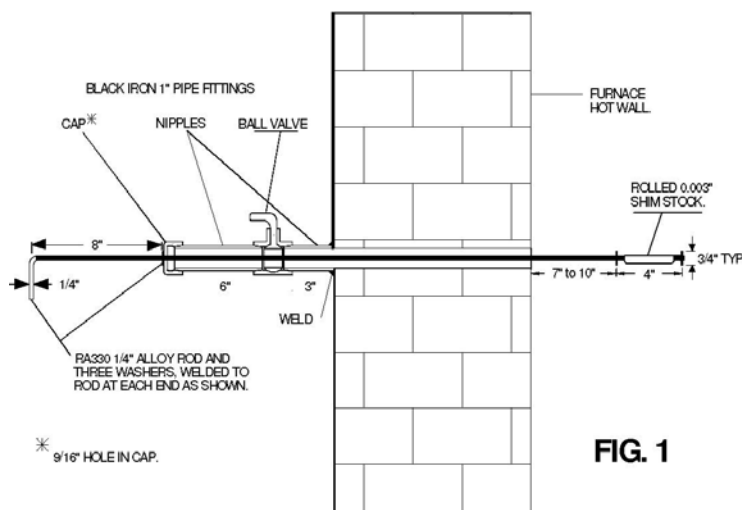 BLACK IRON 1" PIPE FITTINGS
CAP*
NIPPLES
BALL VALVE
FURNACE
HOT WALL.
ROLLED 0.003"
SHIM STOCK.
8"
1/4"
6"
3"
7" to 10"
4"
3/4" TYP
WELD
RA330 1/4" ALLOY ROD AND
THREE WASHERS, WELDED TO
ROD AT EACH END AS SHOWN.
* 9/16" HOLE IN CAP.
FIG. 1